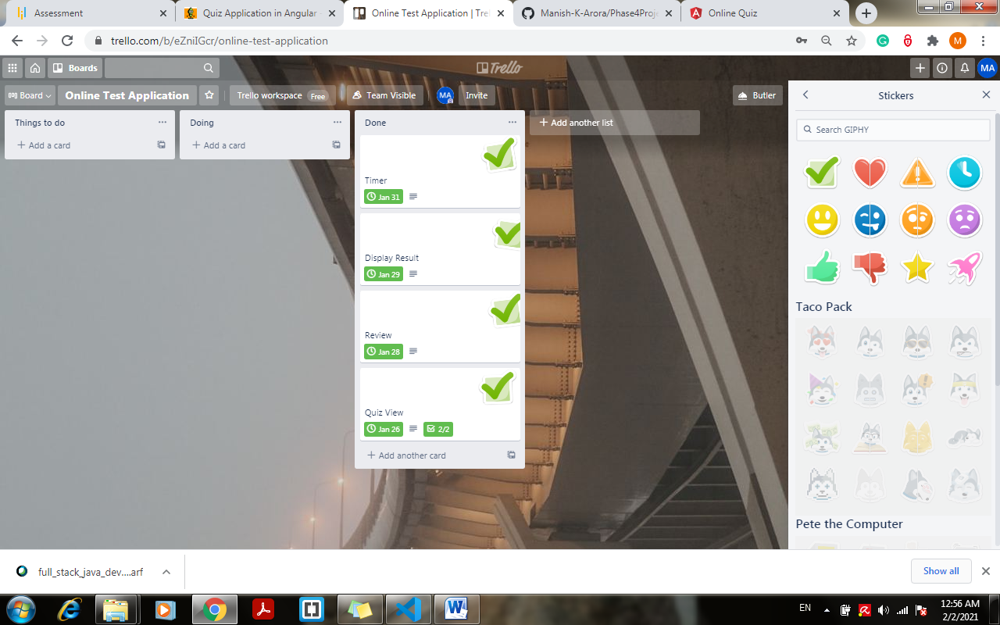 Assessment
Quiz Application in Angular
Online Test Application | Trel
Manish-K-Arora/Phase4Proj
Online Quiz
trello.com/b/eZniIGcr/online-test-application
M
Boards
Trello
MA
Board
Online Test Application
Trello workspace Free
Team Visible
MA
Invite
Butler
Stickers
Things to do
Add a card
Doing
Add a card
Done
Timer
Jan 31
Display Result
Jan 29
Review
Jan 28
Quiz View
Jan 26
2/2
Add another card
Add another list
Search GIPHY
Taco Pack
Pete the Computer
full_stack_java_dev....arf
Show all
EN
12:56 AM
2/2/2021